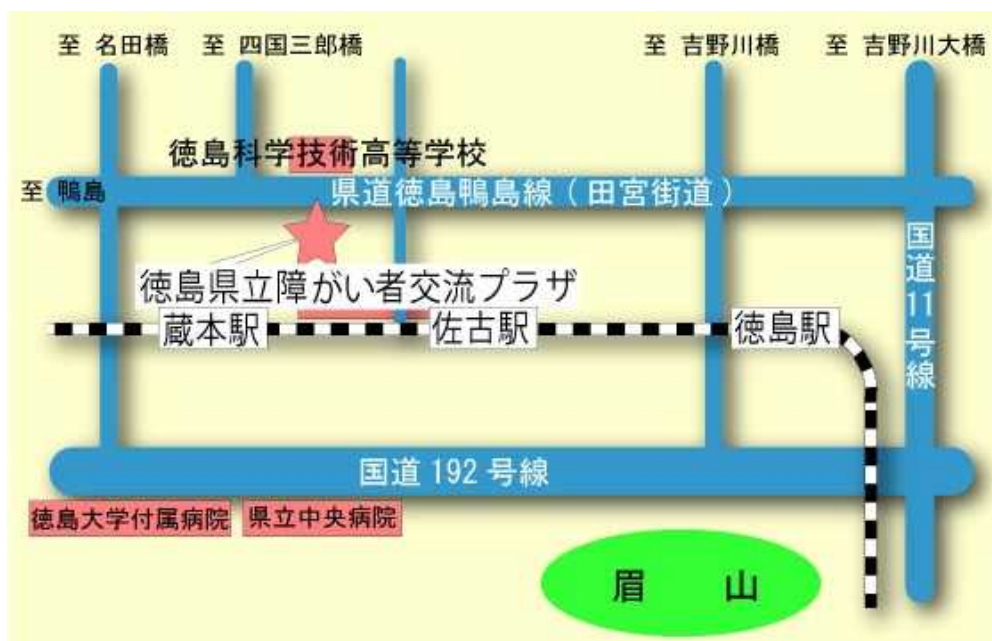 至 名田橋
至 四国三郎橋
至 吉野川橋
至 吉野川大橋
徳島科学技術高等学校
至 鴨島
県道徳島鴨島線(田宮街道)
国道11号線
徳島県立障がい者交流プラザ
蔵本駅
佐古駅
徳島駅
国道192号線
徳島大学付属病院
県立中央病院
眉 山